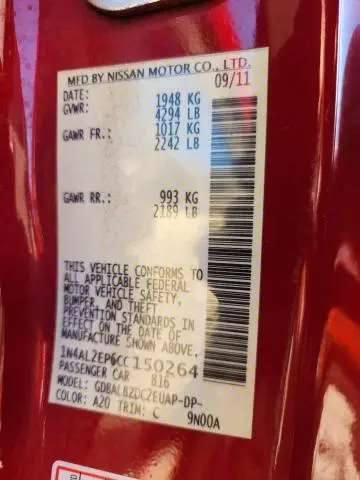 MFD BY NISSAN MOTOR CO., LTD.
09/11
DATE:
GVWR: 1948 KG
4294 LB
GAWR FR.: 1017 KG
2242 LB
GAWR RR.: 993 KG
2189 LB
THIS VEHICLE CONFORMS TO
ALL APPLICABLE FEDERAL
MOTOR VEHICLE SAFETY,
BUMPER, AND THEFT
PREVENTION STANDARDS IN
EFFECT ON THE DATE OF
MANUFACTURE SHOWN ABOVE.
1N4AL2EP6CC150264
PASSENGER CAR 816
MODEL: GDBALBZDC2EUAP-DP-
COLOR: A20 TRIM: C 9N00A